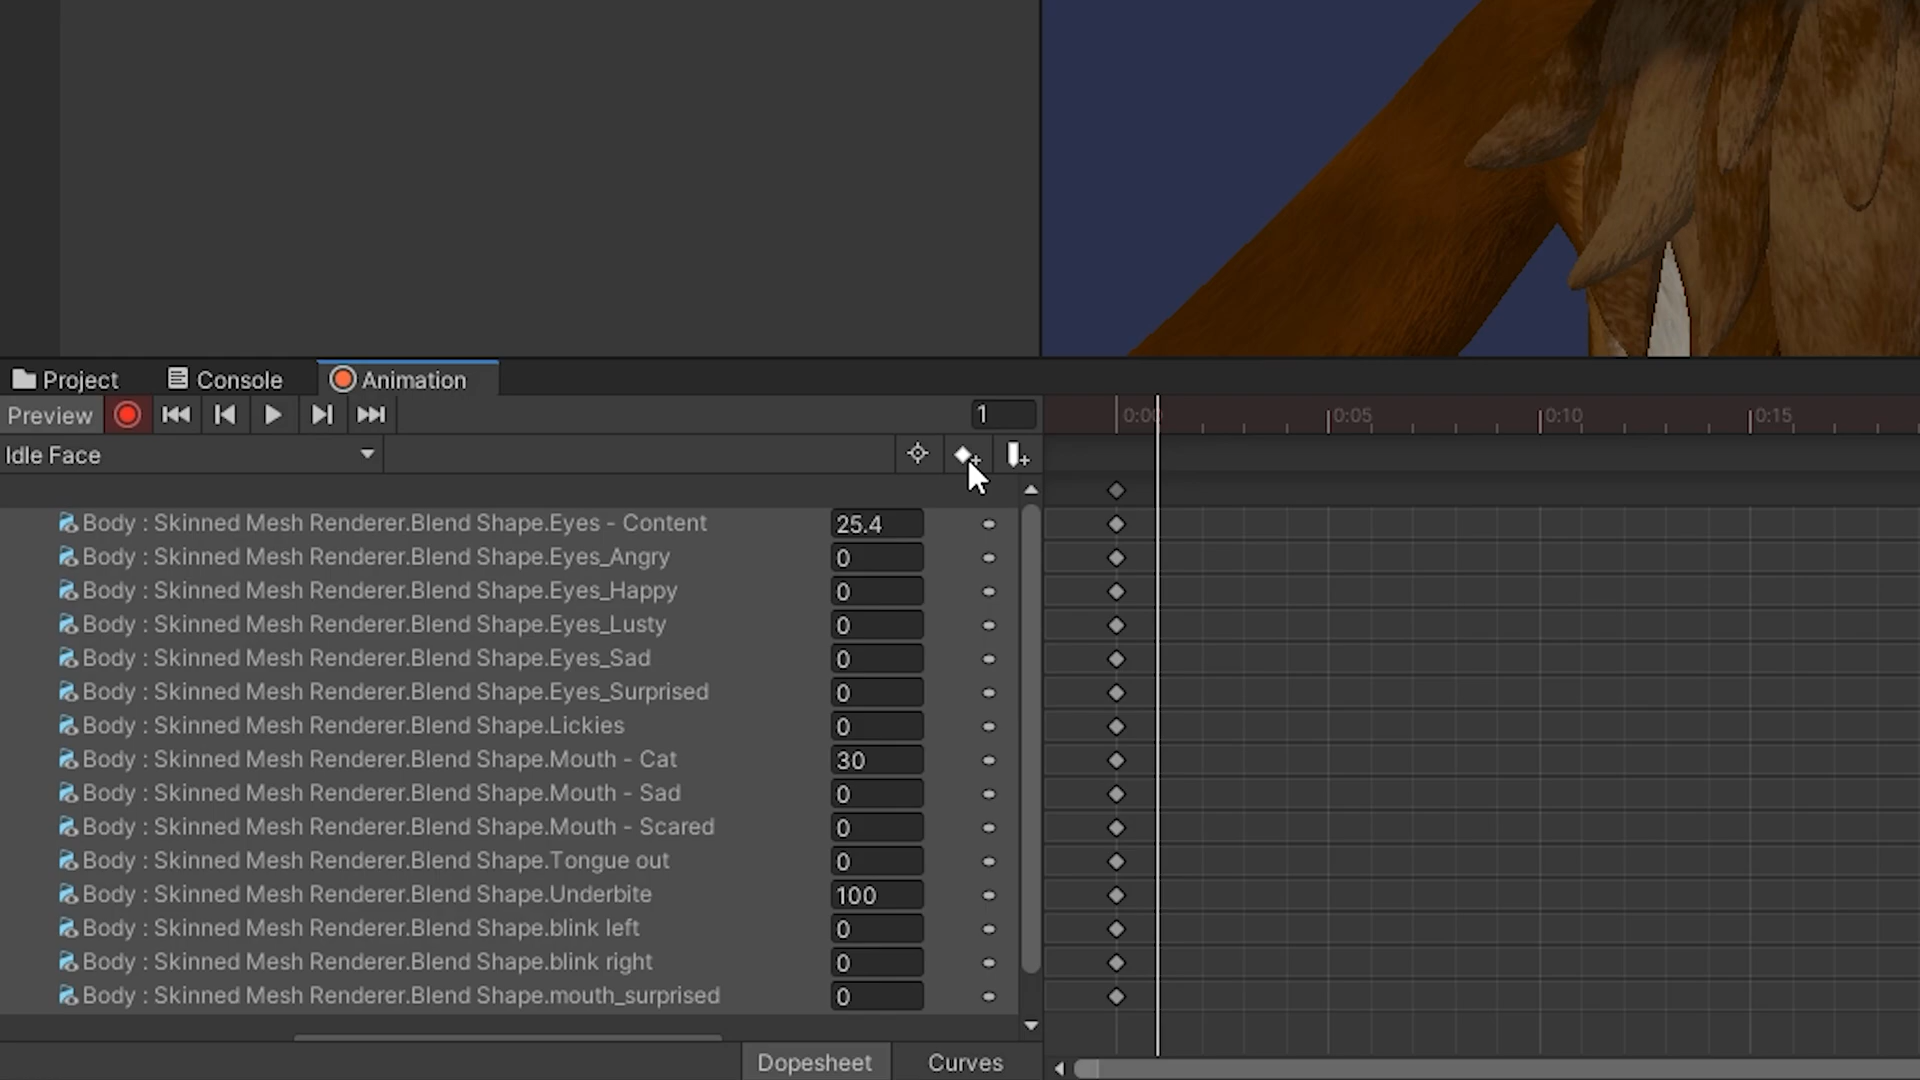 Project Console Animation
Preview 1 0:00 0:05 0:10 0:15
Idle Face
Body : Skinned Mesh Renderer.Blend Shape.Eyes - Content 25.4
Body : Skinned Mesh Renderer.Blend Shape.Eyes_Angry 0
Body : Skinned Mesh Renderer.Blend Shape.Eyes_Happy 0
Body : Skinned Mesh Renderer.Blend Shape.Eyes_Lusty 0
Body : Skinned Mesh Renderer.Blend Shape.Eyes_Sad 0
Body : Skinned Mesh Renderer.Blend Shape.Eyes_Surprised 0
Body : Skinned Mesh Renderer.Blend Shape.Lickies 0
Body : Skinned Mesh Renderer.Blend Shape.Mouth - Cat 30
Body : Skinned Mesh Renderer.Blend Shape.Mouth - Sad 0
Body : Skinned Mesh Renderer.Blend Shape.Mouth - Scared 0
Body : Skinned Mesh Renderer.Blend Shape.Tongue out 0
Body : Skinned Mesh Renderer.Blend Shape.Underbite 100
Body : Skinned Mesh Renderer.Blend Shape.blink left 0
Body : Skinned Mesh Renderer.Blend Shape.blink right 0
Body : Skinned Mesh Renderer.Blend Shape.mouth_surprised 0
Dopesheet Curves